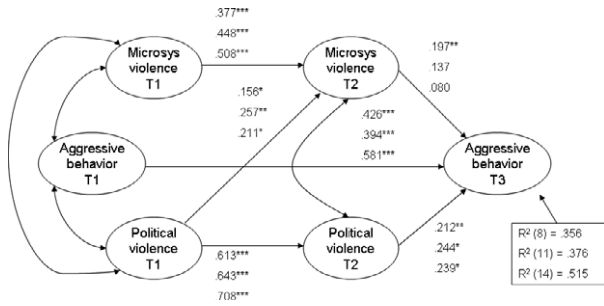 .377***
.448***
.508***
Microsys
violence
T1
Microsys
violence
T2
.197**
.137
.080
.156*
.257**
.211*
.426***
.394***
.581***
Aggressive
behavior
T1
Aggressive
behavior
T3
Political
violence
T1
.613***
.643***
.708***
Political
violence
T2
.212**
.244*
.239*
R² (8) = .356
R² (11) = .376
R² (14) = .515